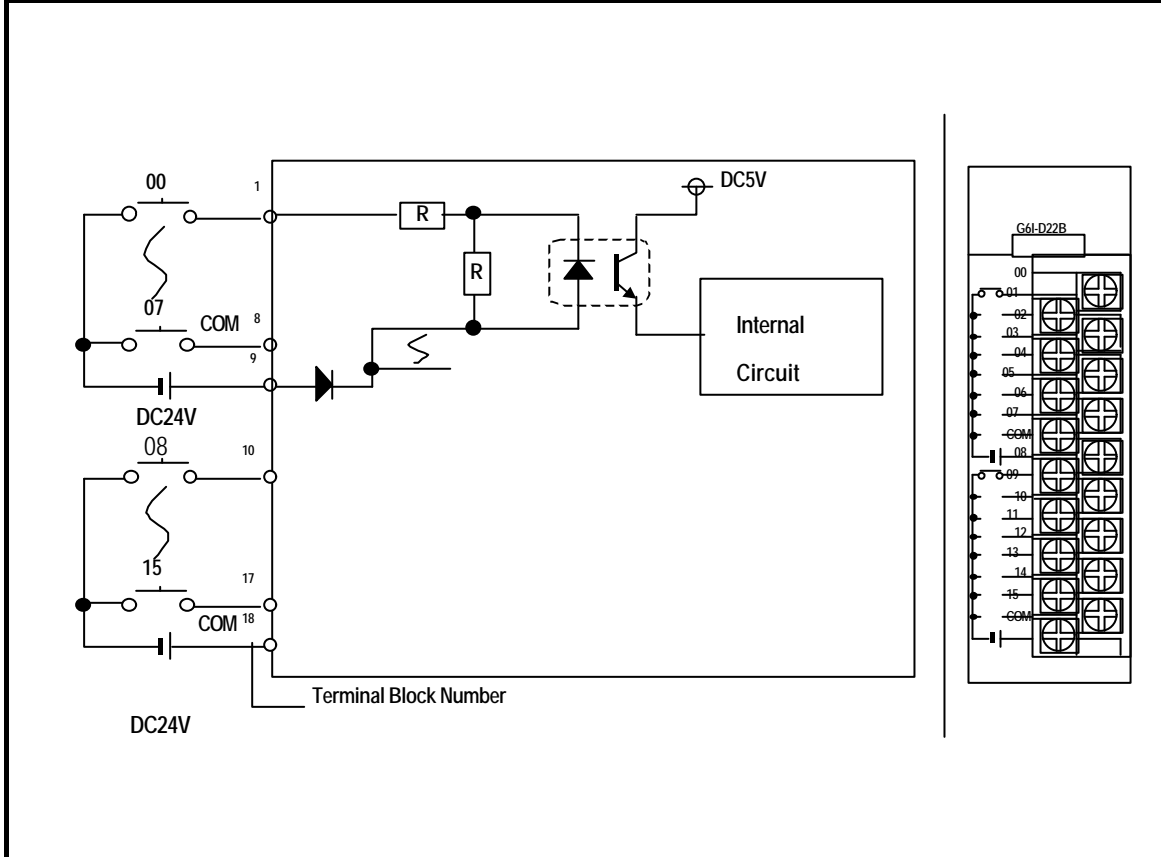 00
1
R
DC5V
R
07
COM
8
9
Internal
Circuit
DC24V
08
10
15
17
COM
18
Terminal Block Number
DC24V
G6I-D22B
00
01
02
03
04
05
06
07
COM
08
09
10
11
12
13
14
15
COM